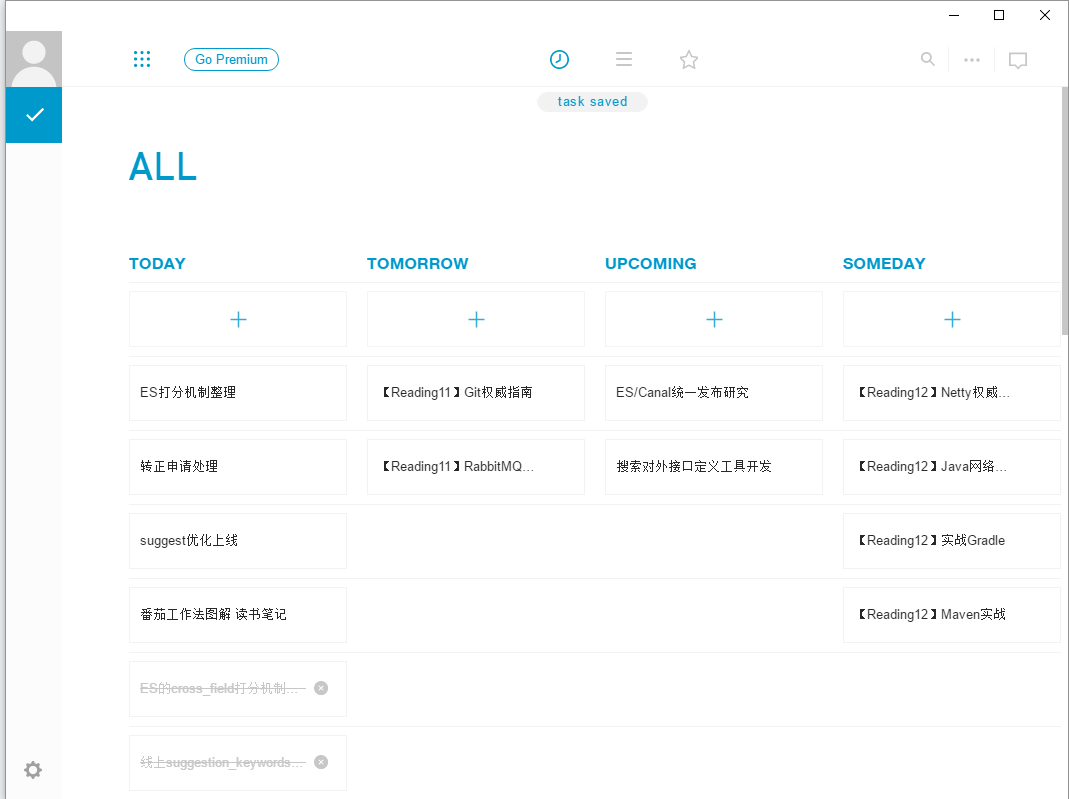 Go Premium
task saved
ALL
TODAY
TOMORROW
UPCOMING
SOMEDAY
ES打分机制整理
【Reading11】Git权威指南
ES/Canal统一发布研究
【Reading12】Netty权威…
转正申请处理
【Reading11】RabbitMQ…
搜索对外接口定义工具开发
【Reading12】Java网络…
suggest优化上线
【Reading12】实战Gradle
番茄工作法图解 读书笔记
【Reading12】Maven实战
ES的cross_field打分机制…
线上suggestion_keywords…